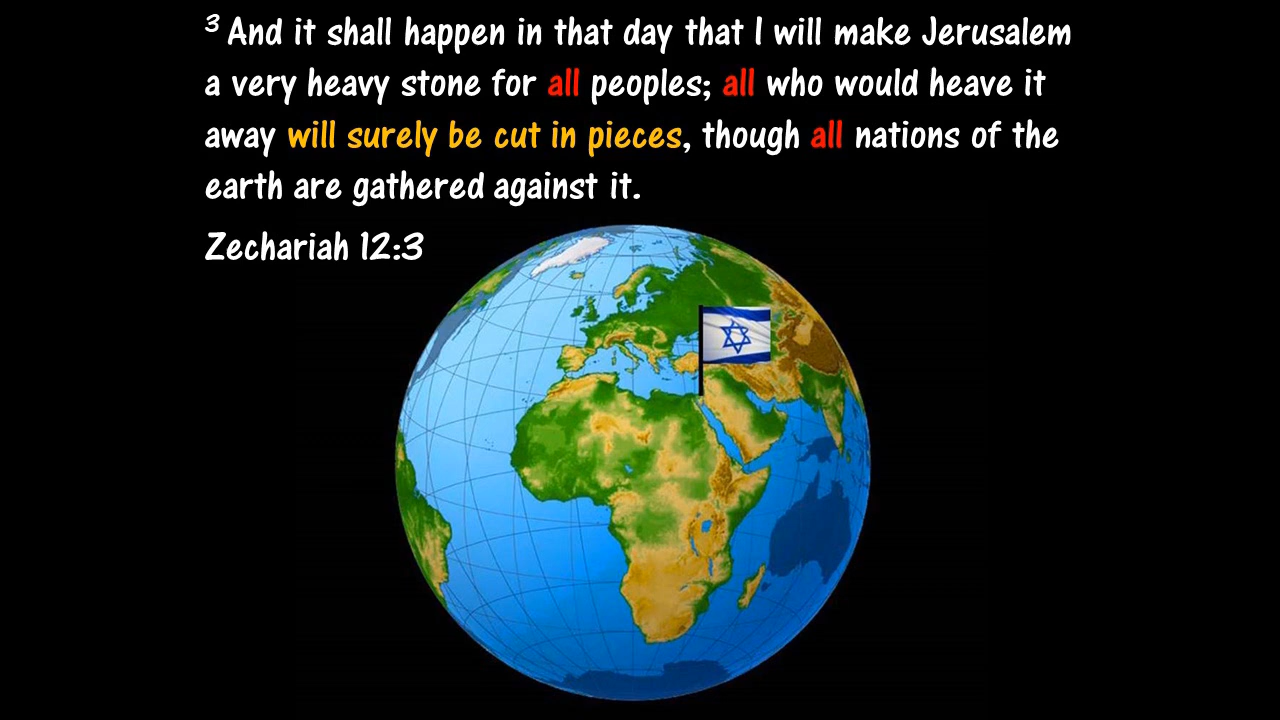 3 And it shall happen in that day that I will make Jerusalem
a very heavy stone for all peoples; all who would heave it
away will surely be cut in pieces, though all nations of the
earth are gathered against it.
Zechariah 12:3